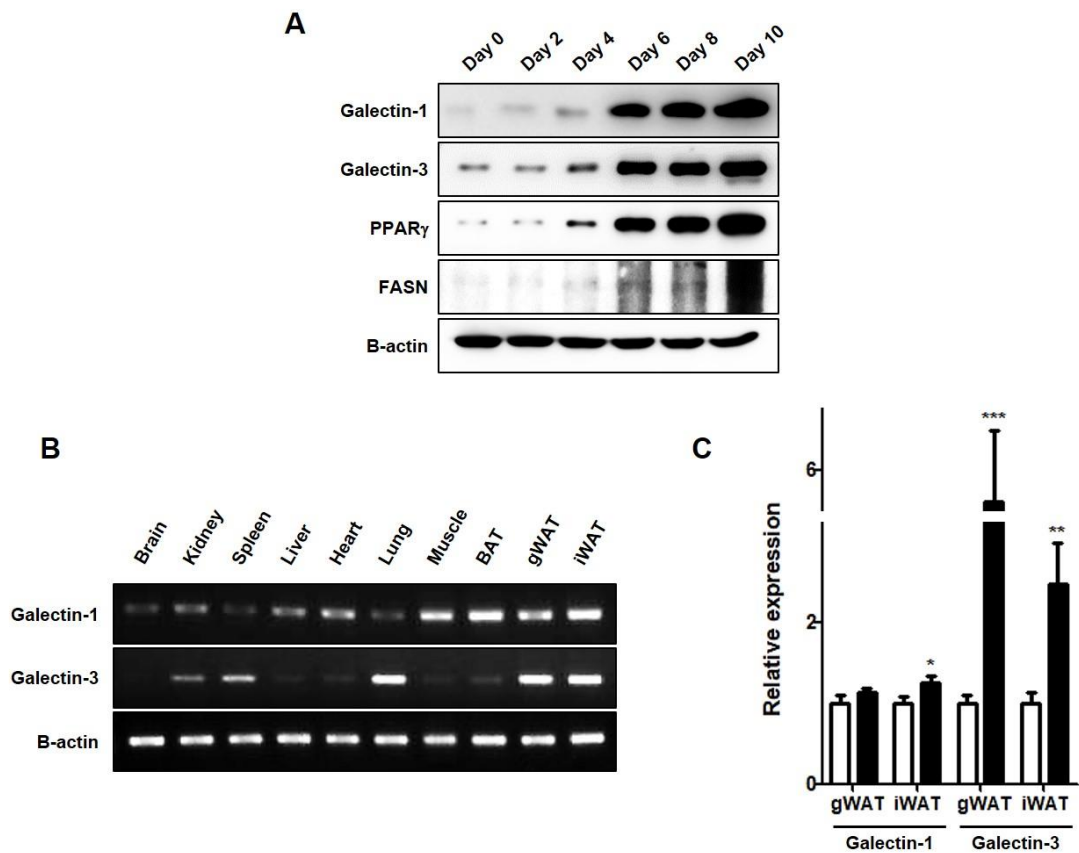 A
Day 0 Day 2 Day 4 Day 6 Day 8 Day 10
Galectin-1
Galectin-3
PPARγ
FASN
B-actin
B
Brain Kidney Spleen Liver Heart Lung Muscle BAT gWAT iWAT
Galectin-1
Galectin-3
B-actin
C
Relative expression
6
2
0
*
***
**
gWAT iWAT gWAT iWAT
Galectin-1 Galectin-3